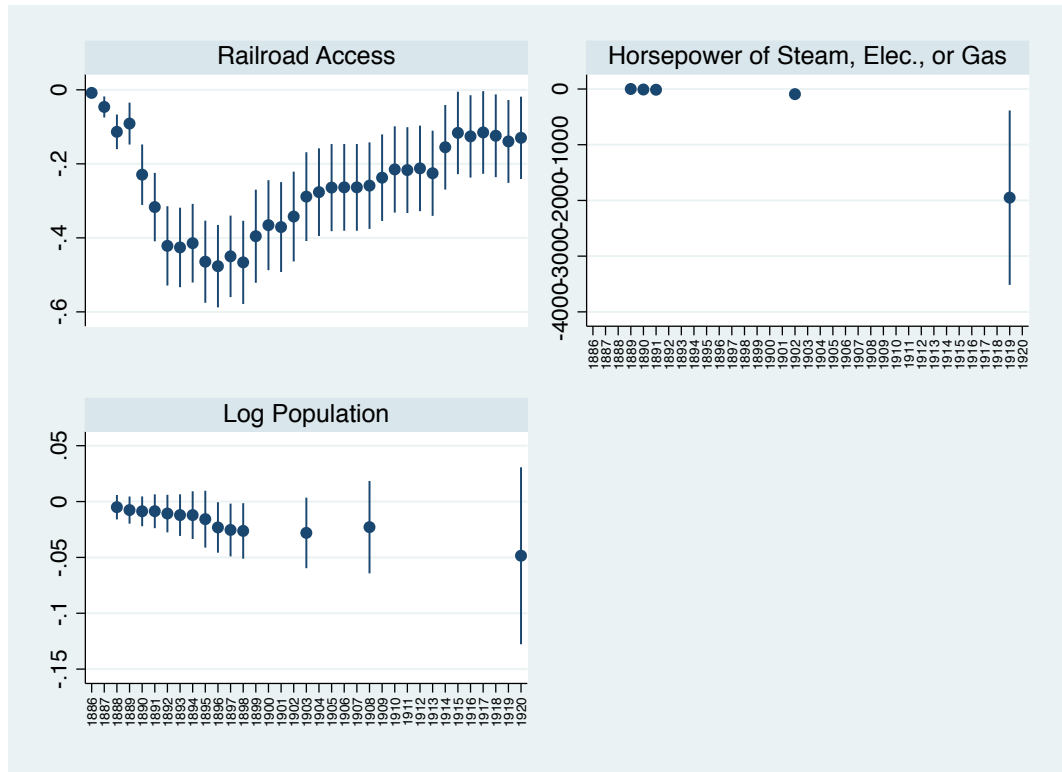 Railroad Access
0
-.2
-.4
-.6
Horsepower of Steam, Elec., or Gas
0
-1000
-2000
-3000
-4000
1886 1887 1888 1889 1890 1891 1892 1893 1894 1895 1896 1897 1898 1899 1900 1901 1902 1903 1904 1905 1906 1907 1908 1909 1910 1911 1912 1913 1914 1915 1916 1917 1918 1919 1920
Log Population
.05
0
-.05
-.1
-.15
1886 1887 1888 1889 1890 1891 1892 1893 1894 1895 1896 1897 1898 1899 1900 1901 1902 1903 1904 1905 1906 1907 1908 1909 1910 1911 1912 1913 1914 1915 1916 1917 1918 1919 1920